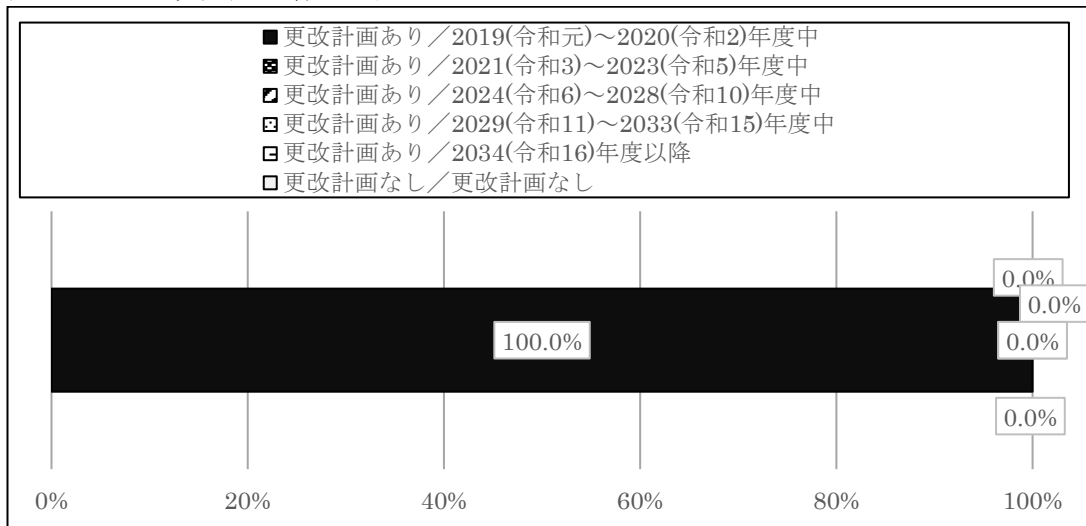 ■更改計画あり／2019(令和元)～2020(令和2)年度中
更改計画あり／2021(令和3)～2023(令和5)年度中
更改計画あり／2024(令和6)～2028(令和10)年度中
更改計画あり／2029(令和11)～2033(令和15)年度中
更改計画あり／2034(令和16)年度以降
□更改計画なし／更改計画なし
0.0%
0.0%
100.0%
0.0%
0.0%
0% 20% 40% 60% 80% 100%